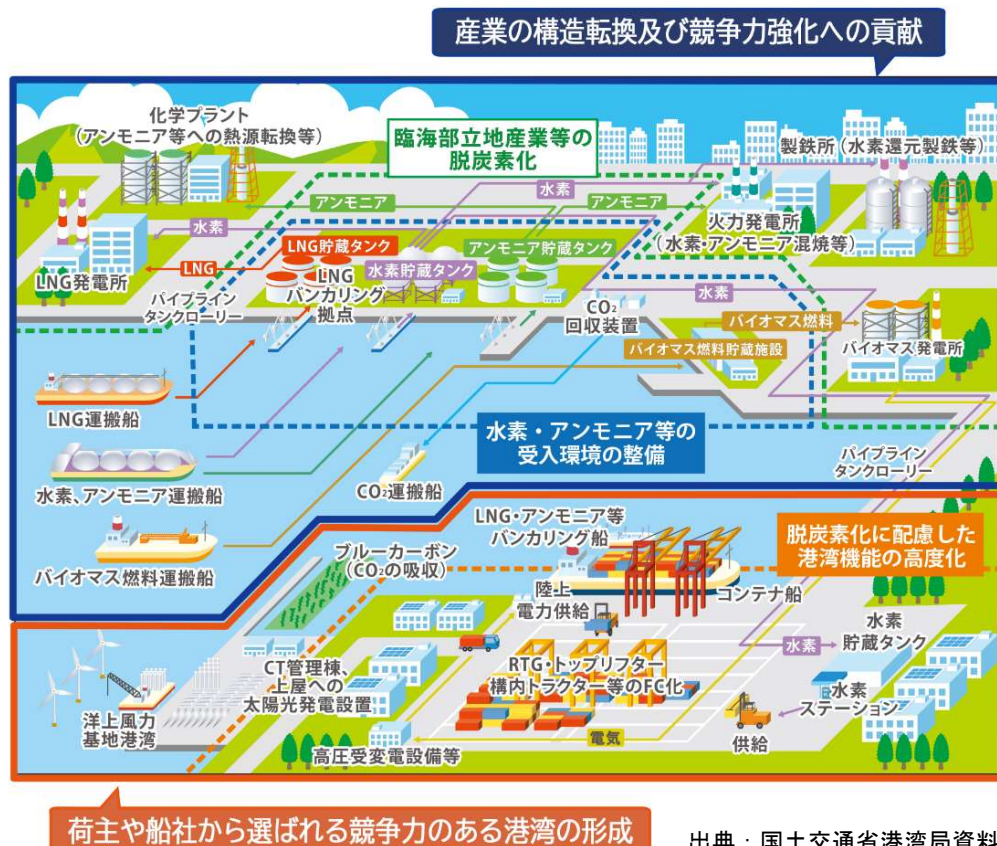 産業の構造転換及び競争力強化への貢献
化学プラント
(アンモニア等への熱源転換等)
臨海部立地産業等の
脱炭素化
製鉄所(水素還元製鉄等)
水素
アンモニア
アンモニア
水素
火力発電所
(水素・アンモニア混焼等)
LNG貯蔵タンク
アンモニア貯蔵タンク
LNG
水素貯蔵タンク
LNG発電所
LNG
バンカリング
拠点
パイプライン
タンクローリー
CO₂
回収装置
水素
バイオマス燃料
バイオマス燃料貯蔵施設
バイオマス発電所
LNG運搬船
水素・アンモニア等の
受入環境の整備
水素、アンモニア運搬船
CO₂運搬船
パイプライン
タンクローリー
バイオマス燃料運搬船
LNG・アンモニア等
バンカリング船
脱炭素化に配慮した
港湾機能の高度化
ブルーカーボン
(CO₂の吸収)
陸上
電力供給
コンテナ船
水素
貯蔵タンク
水素
CT管理棟、
上屋への
太陽光発電設置
RTG・トップリフター
構内トラクター等のFC化
水素
ステーション
洋上風力
基地港湾
高圧受変電設備等
電気
供給
荷主や船社から選ばれる競争力のある港湾の形成
出典:国土交通省港湾局資料